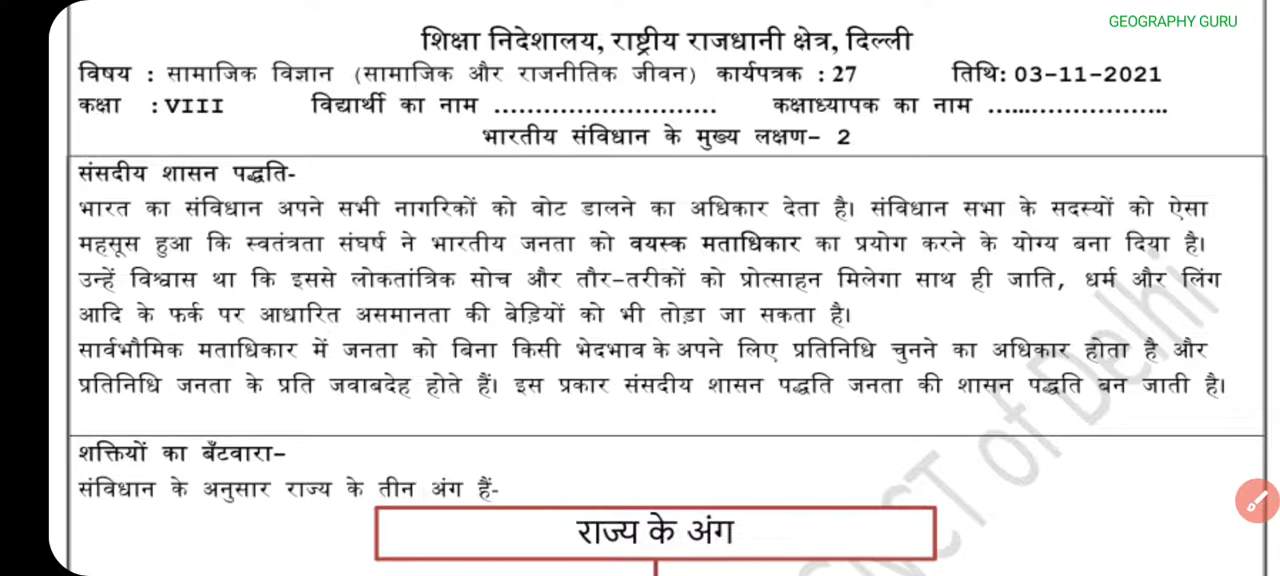 GEOGRAPHY GURU
शिक्षा निदेशालय, राष्ट्रीय राजधानी क्षेत्र, दिल्ली
विषय : सामाजिक विज्ञान (सामाजिक और राजनीतिक जीवन) कार्यपत्रक : 27 तिथि: 03-11-2021
कक्षा : VIII विद्यार्थी का नाम ........................... कक्षाध्यापक का नाम ......................
भारतीय संविधान के मुख्य लक्षण- 2
संसदीय शासन पद्धति-
भारत का संविधान अपने सभी नागरिकों को वोट डालने का अधिकार देता है। संविधान सभा के सदस्यों को ऐसा
महसूस हुआ कि स्वतंत्रता संघर्ष ने भारतीय जनता को वयस्क मताधिकार का प्रयोग करने के योग्य बना दिया है।
उन्हें विश्वास था कि इससे लोकतांत्रिक सोच और तौर-तरीकों को प्रोत्साहन मिलेगा साथ ही जाति, धर्म और लिंग
आदि के फर्क पर आधारित असमानता की बेड़ियों को भी तोड़ा जा सकता है।
सार्वभौमिक मताधिकार में जनता को बिना किसी भेदभाव के अपने लिए प्रतिनिधि चुनने का अधिकार होता है और
प्रतिनिधि जनता के प्रति जवाबदेह होते हैं। इस प्रकार संसदीय शासन पद्धति जनता की शासन पद्धति बन जाती है।
शक्तियों का बँटवारा-
संविधान के अनुसार राज्य के तीन अंग हैं-
राज्य के अंग
GNCT of Delhi